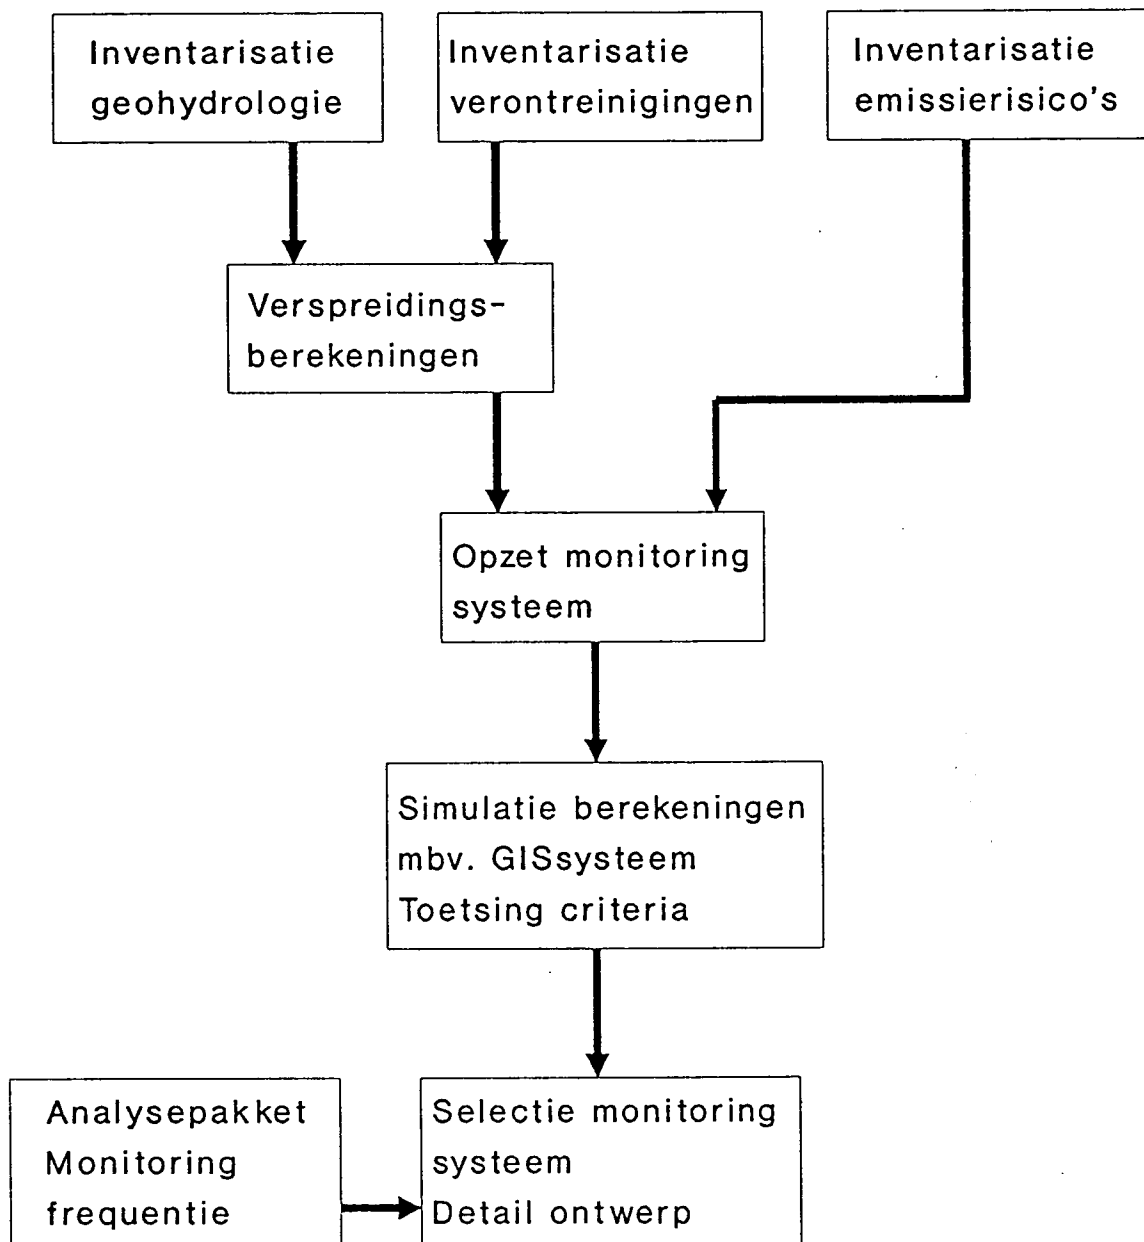 Inventarisatie
geohydrologie
Inventarisatie
verontreinigingen
Inventarisatie
emissierisico's
Verspreidings-
berekeningen
Opzet monitoring
systeem
Simulatie berekeningen
mbv. GISsysteem
Toetsing criteria
Analysepakket
Monitoring
frequentie
Selectie monitoring
systeem
Detail ontwerp